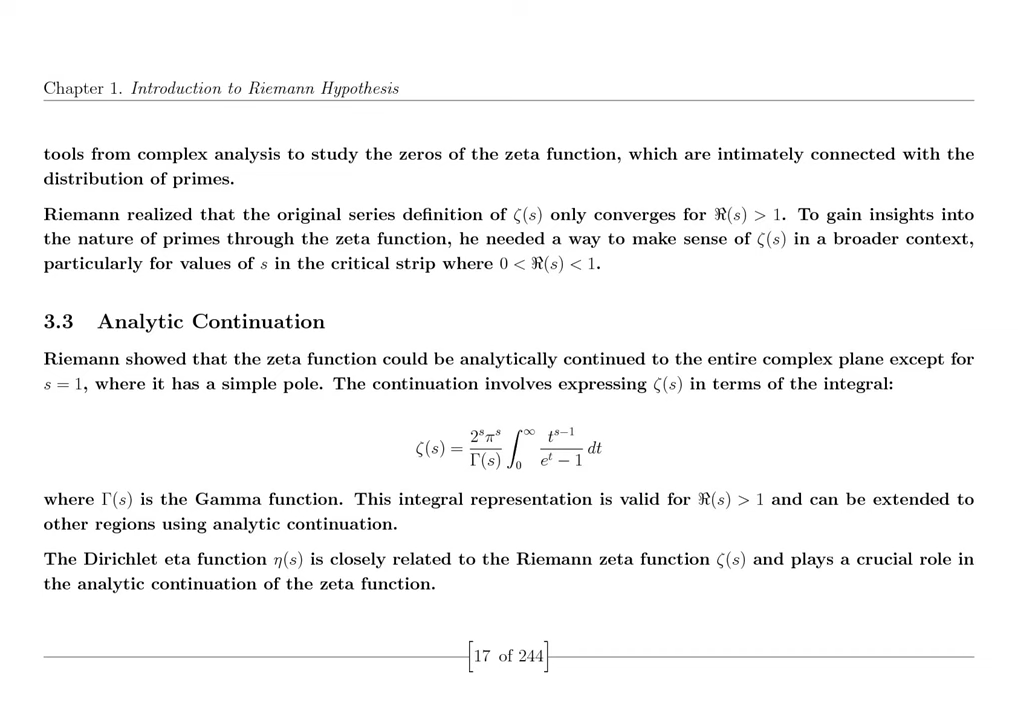 Chapter 1. Introduction to Riemann Hypothesis
tools from complex analysis to study the zeros of the zeta function, which are intimately connected with the
distribution of primes.
Riemann realized that the original series definition of ζ(s) only converges for ℜ(s) > 1. To gain insights into
the nature of primes through the zeta function, he needed a way to make sense of ζ(s) in a broader context,
particularly for values of s in the critical strip where 0 < ℜ(s) < 1.
3.3 Analytic Continuation
Riemann showed that the zeta function could be analytically continued to the entire complex plane except for
s = 1, where it has a simple pole. The continuation involves expressing ζ(s) in terms of the integral:
ζ(s) = \frac{2^s π^s}{Γ(s)} \int_0^∞ \frac{t^{s−1}}{e^t − 1} dt
where Γ(s) is the Gamma function. This integral representation is valid for ℜ(s) > 1 and can be extended to
other regions using analytic continuation.
The Dirichlet eta function η(s) is closely related to the Riemann zeta function ζ(s) and plays a crucial role in
the analytic continuation of the zeta function.
[17 of 244]